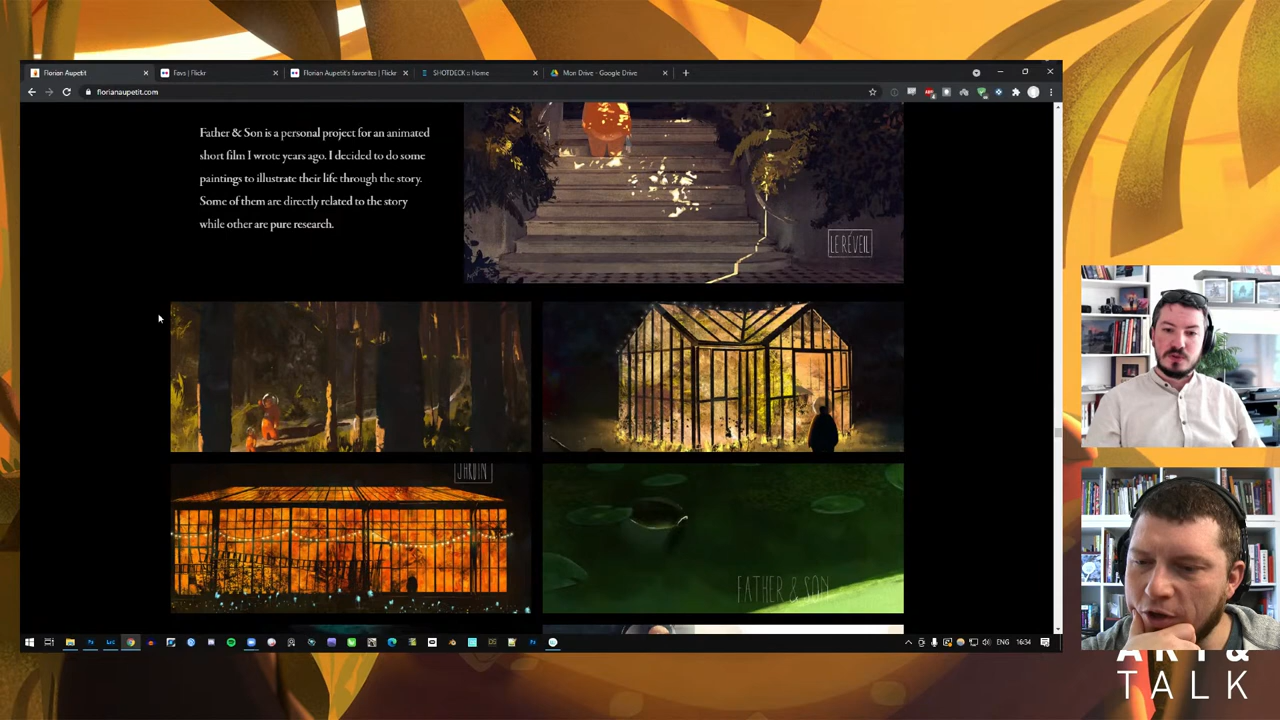 Florian Aupetit
Favs | Flickr
Florian Aupetit's favorites | Flickr
SHOTDECK :: Home
Mon Drive - Google Drive
florianaupetit.com
Father & Son is a personal project for an animated
short film I wrote years ago. I decided to do some
paintings to illustrate their life through the story.
Some of them are directly related to the story
while other are pure research.
LE RÉVEIL
JARDIN
FATHER & SON
ENG
16:34
ART &
TALK